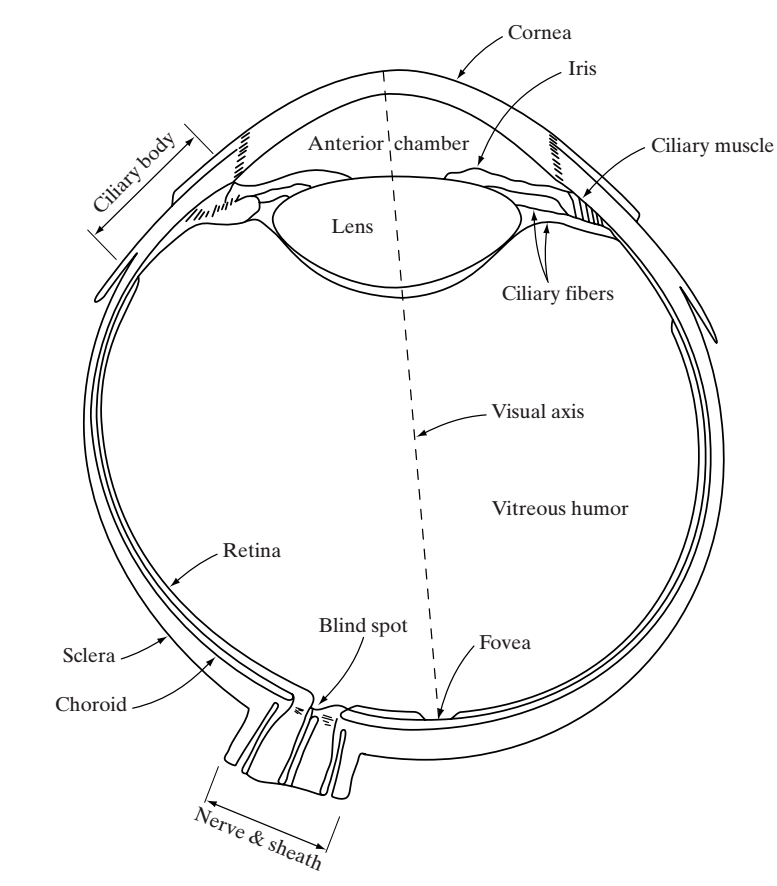 Cornea
Iris
Ciliary muscle
Ciliary body
Anterior chamber
Lens
Ciliary fibers
Visual axis
Vitreous humor
Retina
Blind spot
Fovea
Sclera
Choroid
Nerve & sheath